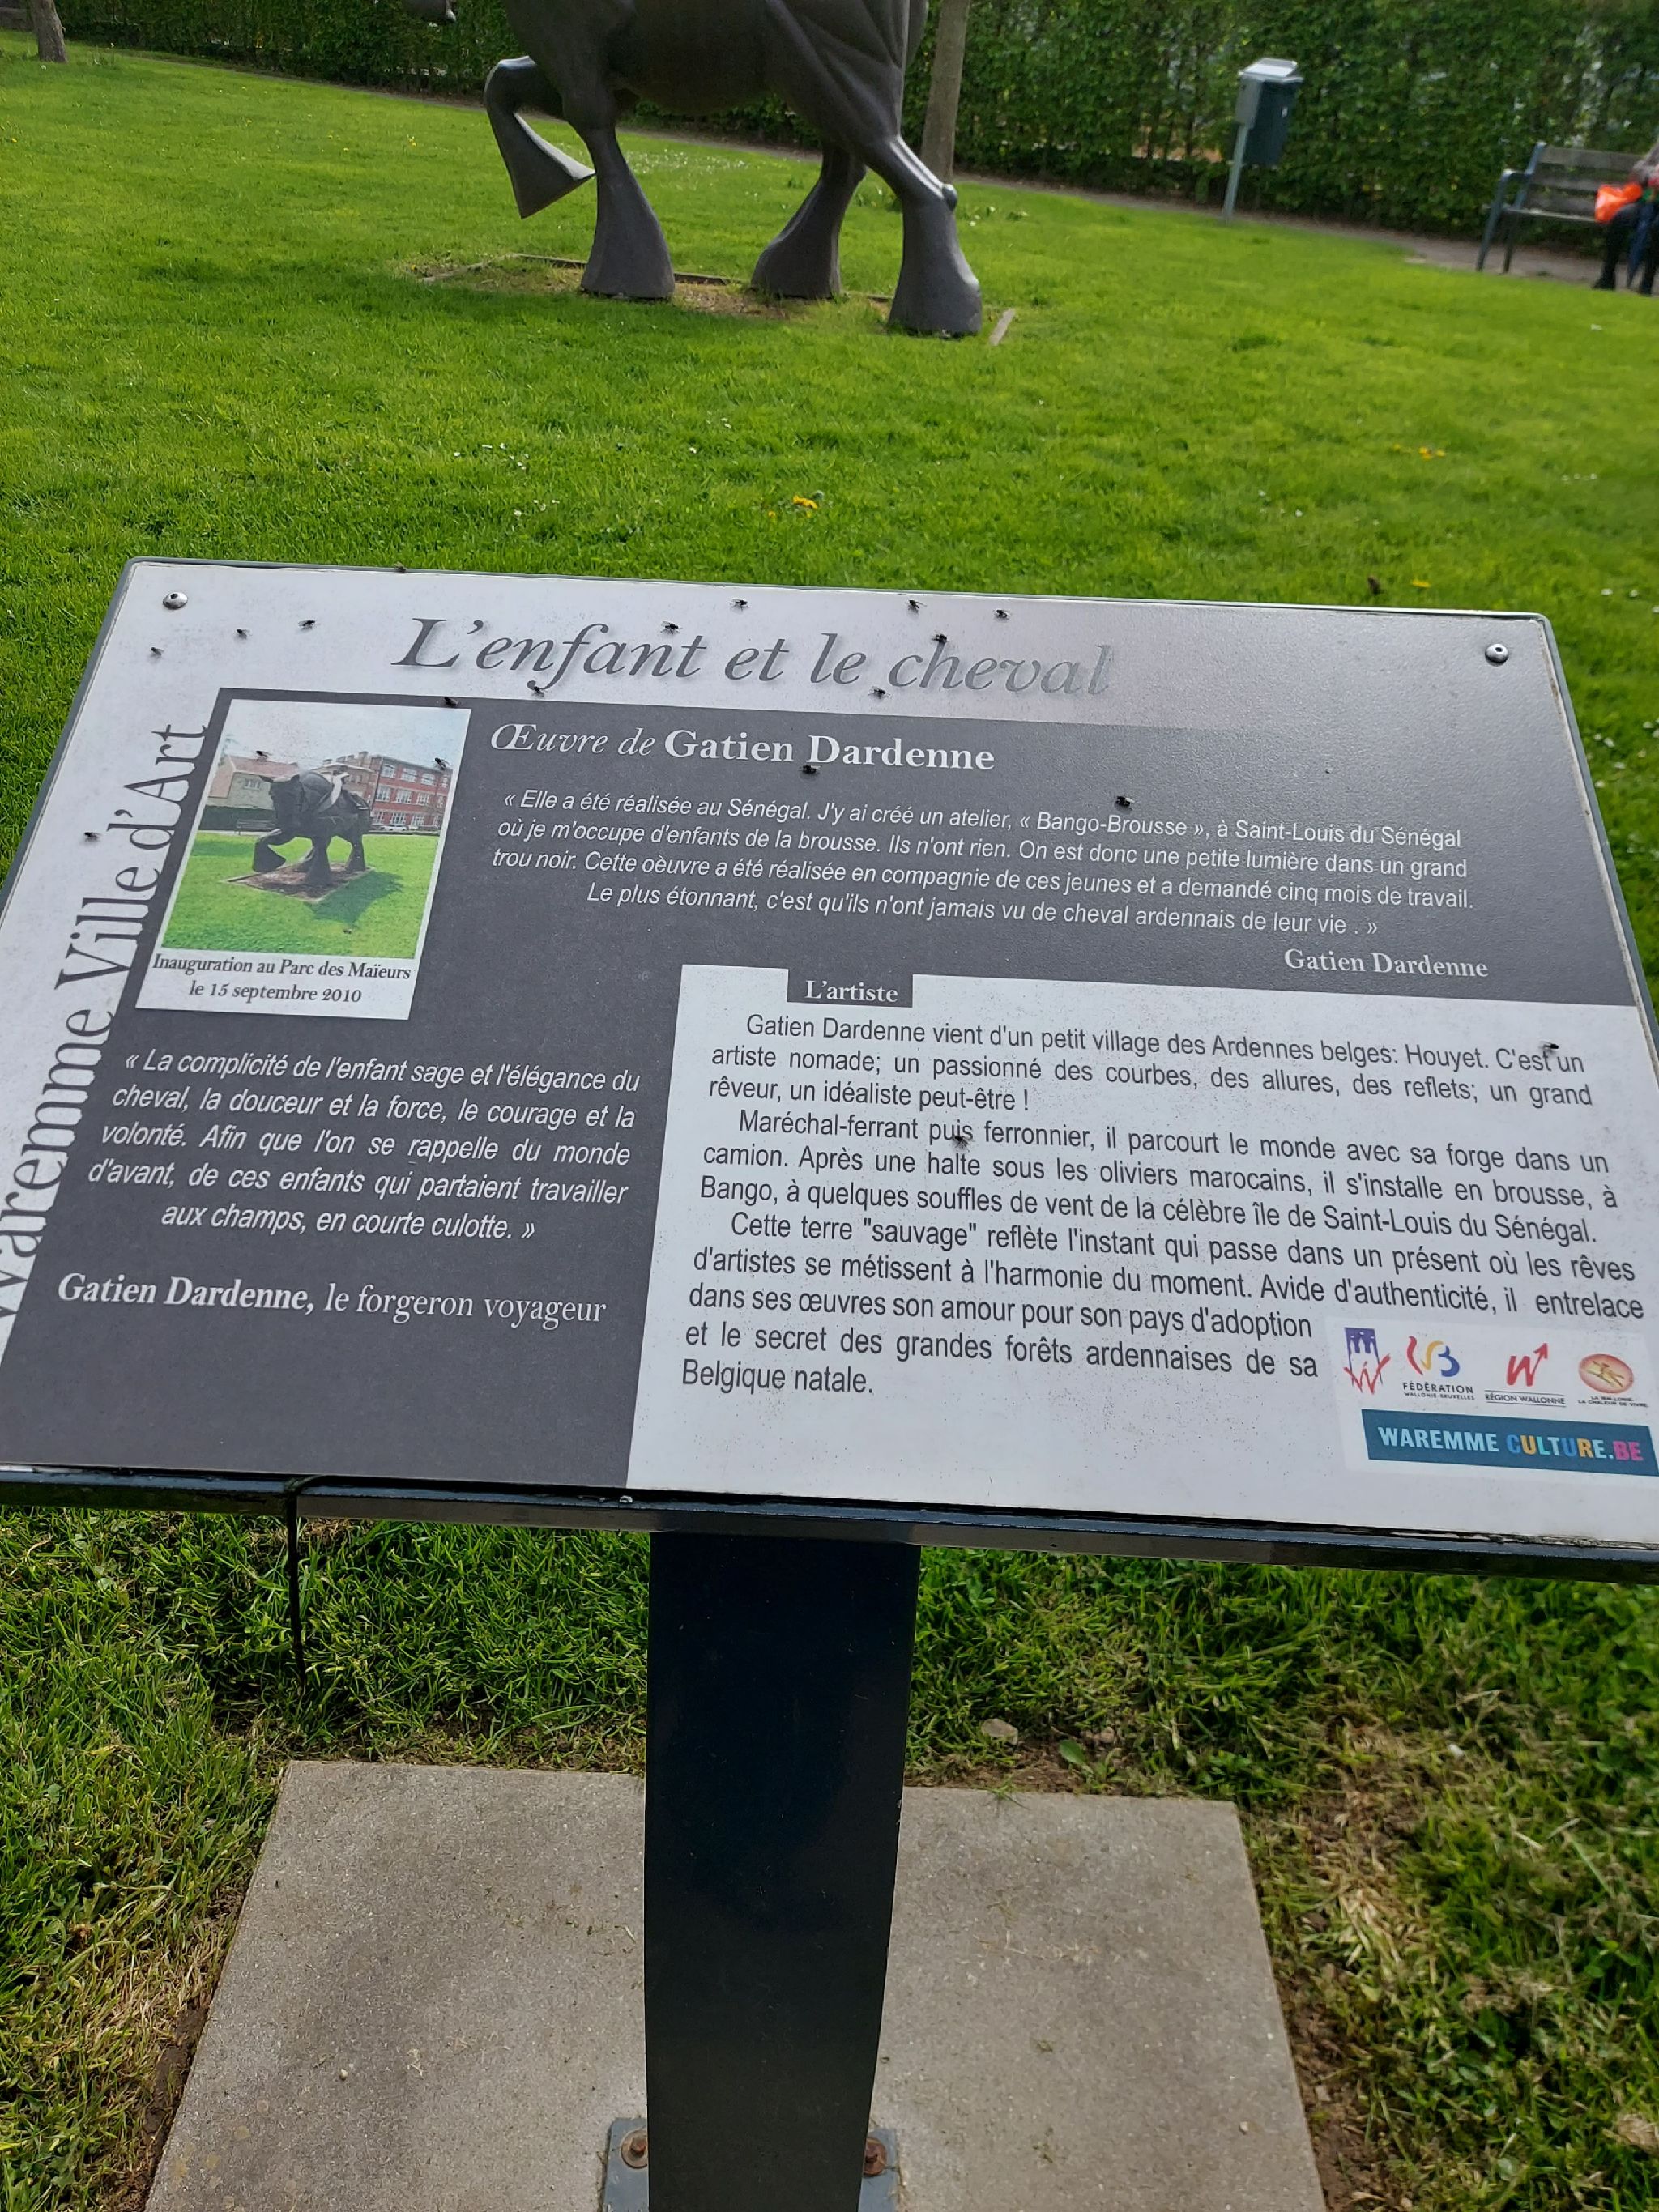 L'enfant et le cheval
Waremme Ville d'Art
Œuvre de Gatien Dardenne
« Elle a été réalisée au Sénégal. J'y ai créé un atelier, « Bango-Brousse », à Saint-Louis du Sénégal
où je m'occupe d'enfants de la brousse. Ils n'ont rien. On est donc une petite lumière dans un grand
trou noir. Cette oeuvre a été réalisée en compagnie de ces jeunes et a demandé cinq mois de travail.
Le plus étonnant, c'est qu'ils n'ont jamais vu de cheval ardennais de leur vie . »
Gatien Dardenne
Inauguration au Parc des Maïeurs
le 15 septembre 2010
« La complicité de l'enfant sage et l'élégance du
cheval, la douceur et la force, le courage et la
volonté. Afin que l'on se rappelle du monde
d'avant, de ces enfants qui partaient travailler
aux champs, en courte culotte. »
Gatien Dardenne, le forgeron voyageur
L'artiste
Gatien Dardenne vient d'un petit village des Ardennes belges: Houyet. C'est un
artiste nomade; un passionné des courbes, des allures, des reflets; un grand
rêveur, un idéaliste peut-être !
Maréchal-ferrant puis ferronnier, il parcourt le monde avec sa forge dans un
camion. Après une halte sous les oliviers marocains, il s'installe en brousse, à
Bango, à quelques souffles de vent de la célèbre île de Saint-Louis du Sénégal.
Cette terre "sauvage" reflète l'instant qui passe dans un présent où les rêves
d'artistes se métissent à l'harmonie du moment. Avide d'authenticité, il entrelace
dans ses œuvres son amour pour son pays d'adoption
et le secret des grandes forêts ardennaises de sa
Belgique natale.
FÉDÉRATION
WALLONIE-BRUXELLES
RÉGION WALLONNE
LA WALLONIE.
LA CHALEUR DE VIVRE.
WAREMME CULTURE.BE